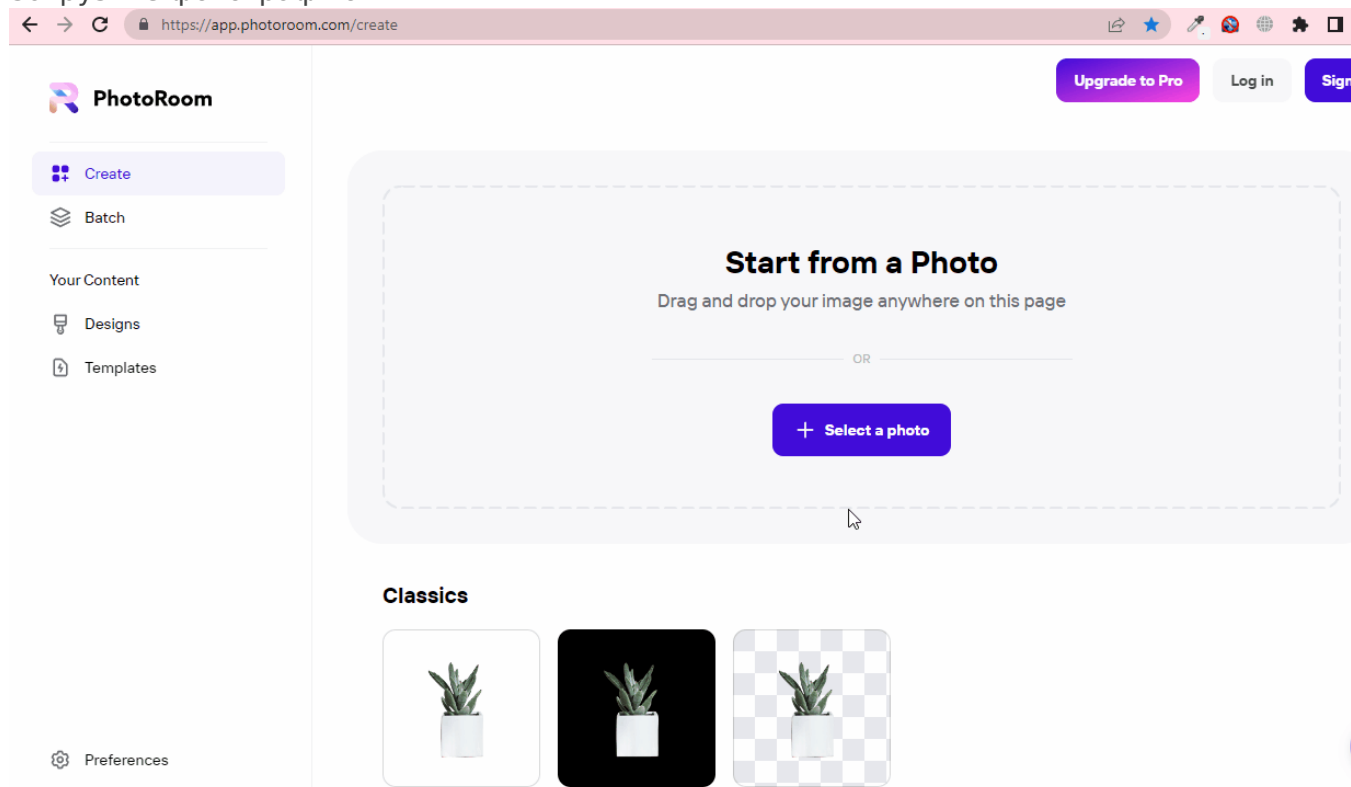 https://app.photoroom.com/create
PhotoRoom
Upgrade to Pro
Log in
Create
Batch
Your Content
Designs
Templates
Preferences
Start from a Photo
Drag and drop your image anywhere on this page
OR
+ Select a photo
Classics